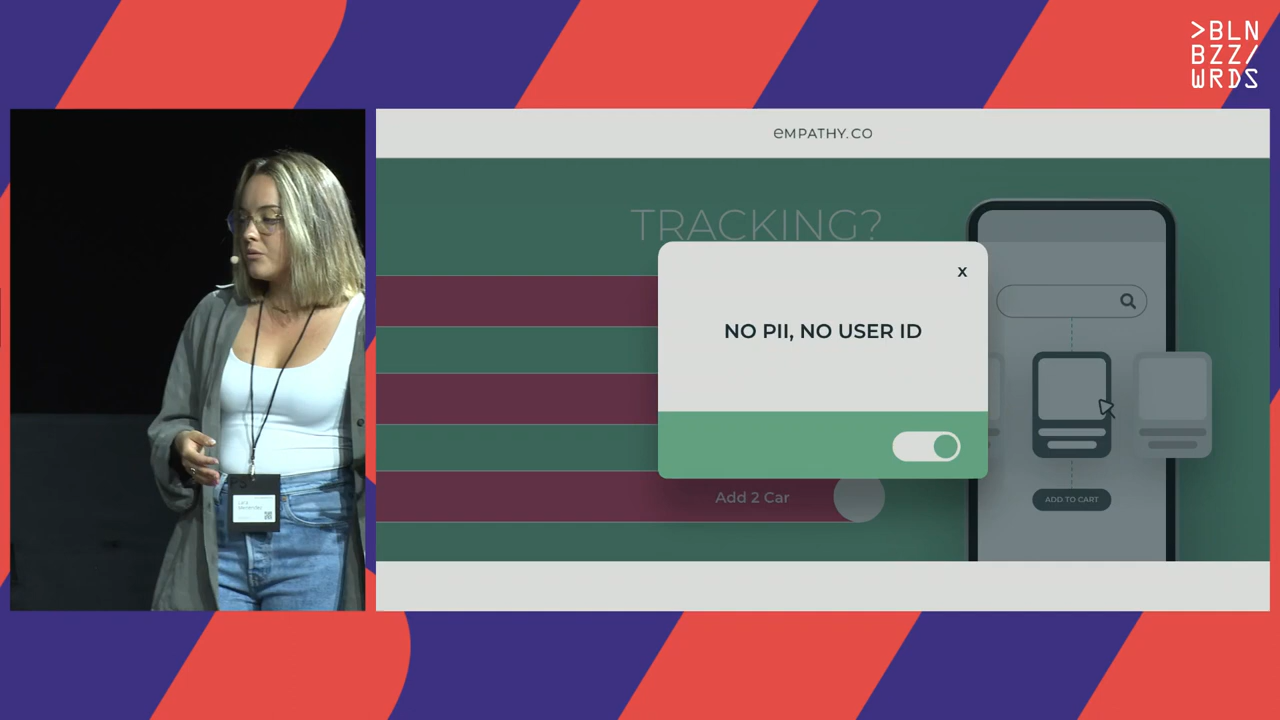 >BLN
BZZ/
WRDS
eMPATHY.CO
TRACKING?
X
NO PII, NO USER ID
Add 2 Car
ADD TO CART